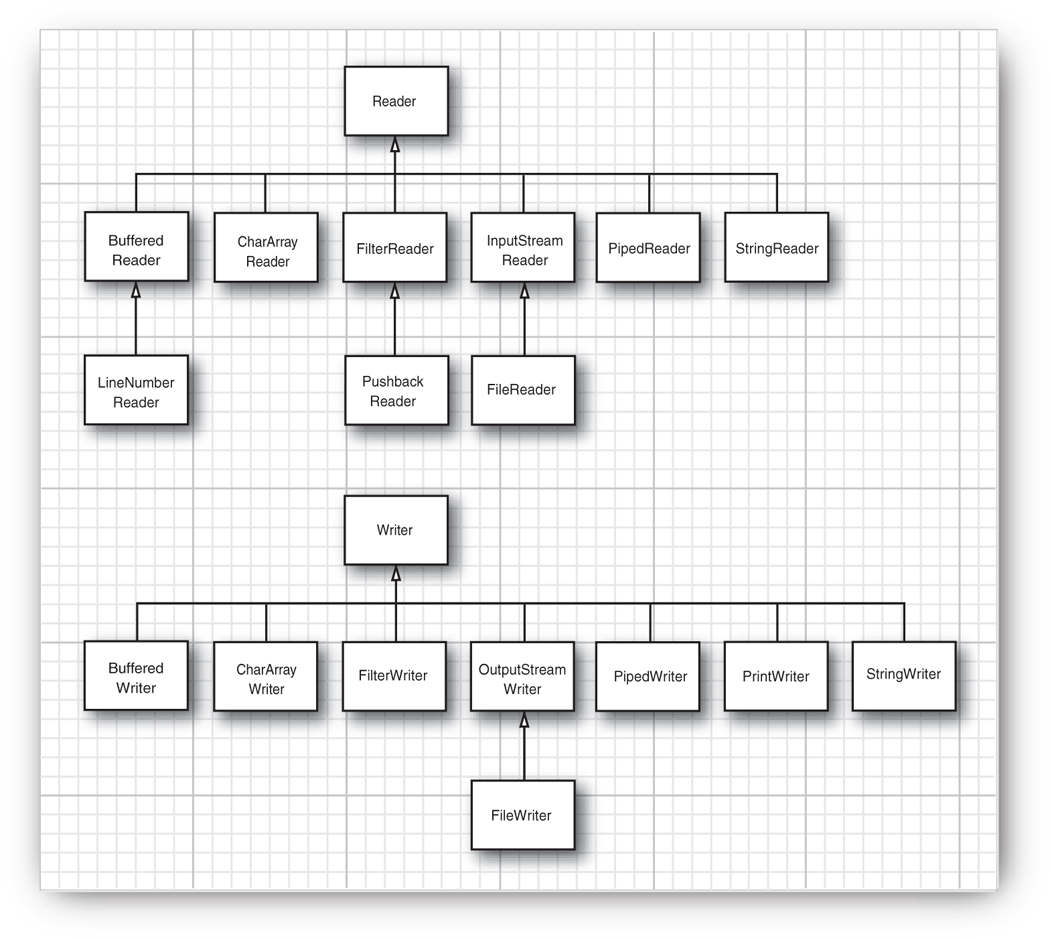 Reader
Buffered
Reader
CharArray
Reader
FilterReader
InputStream
Reader
PipedReader
StringReader
LineNumber
Reader
Pushback
Reader
FileReader
Writer
Buffered
Writer
CharArray
Writer
FilterWriter
OutputStream
Writer
PipedWriter
PrintWriter
StringWriter
FileWriter